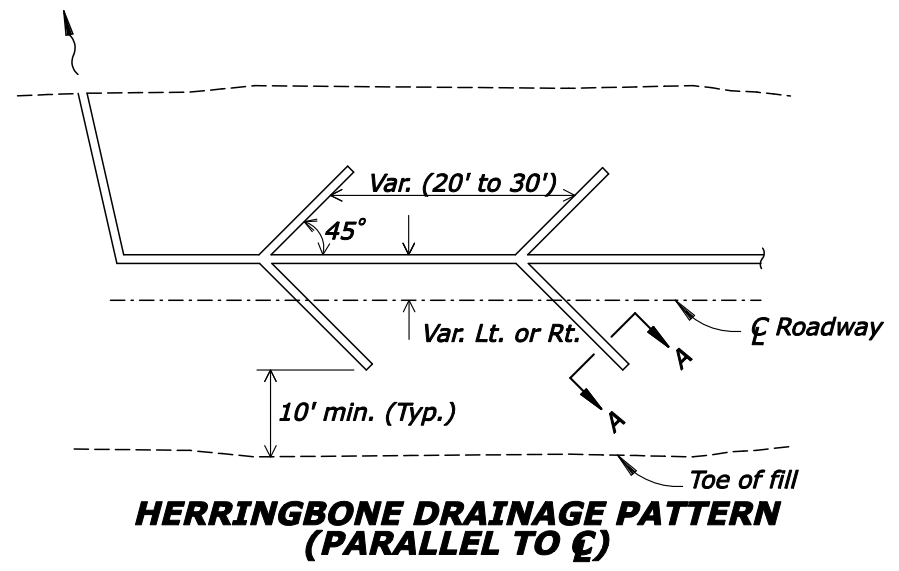 Var. (20' to 30')
45°
Var. Lt. or Rt.
℄ Roadway
A
A
10' min. (Typ.)
Toe of fill
HERRINGBONE DRAINAGE PATTERN
(PARALLEL TO ℄)